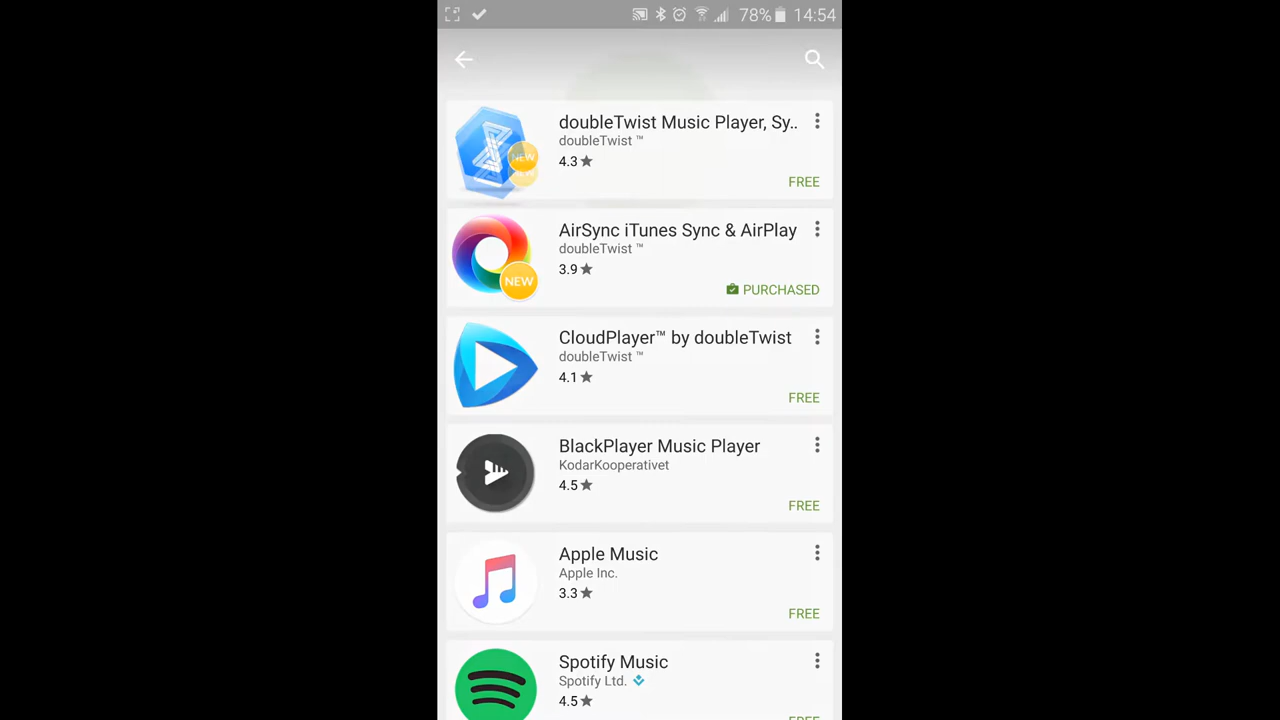 78% 14:54
doubleTwist Music Player, Sy..
doubleTwist ™
4.3★
NEW
FREE
AirSync iTunes Sync & AirPlay
doubleTwist ™
3.9★
NEW
PURCHASED
CloudPlayer™ by doubleTwist
doubleTwist ™
4.1★
FREE
BlackPlayer Music Player
KodarKooperativet
4.5★
FREE
Apple Music
Apple Inc.
3.3★
FREE
Spotify Music
Spotify Ltd.
4.5★
FREE